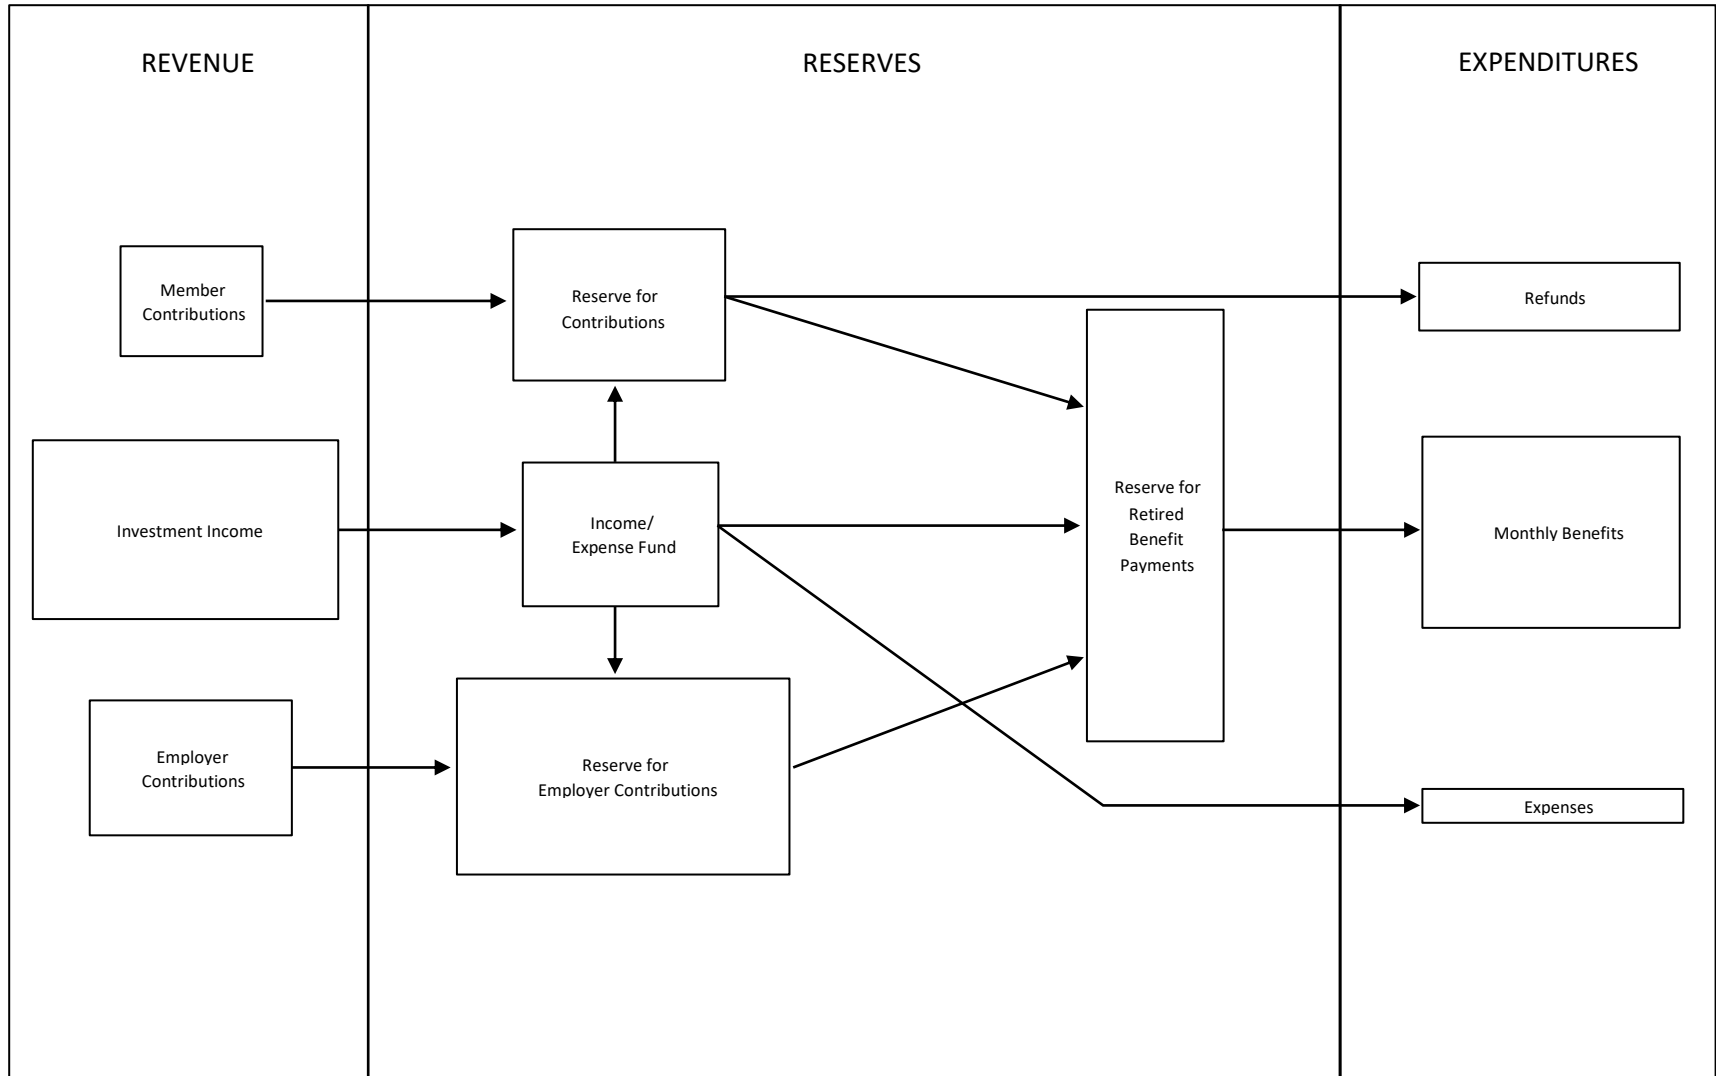 REVENUE
RESERVES
EXPENDITURES
Member
Contributions
Reserve for
Contributions
Refunds
Investment Income
Income/
Expense Fund
Reserve for
Retired
Benefit
Payments
Monthly Benefits
Employer
Contributions
Reserve for
Employer Contributions
Expenses